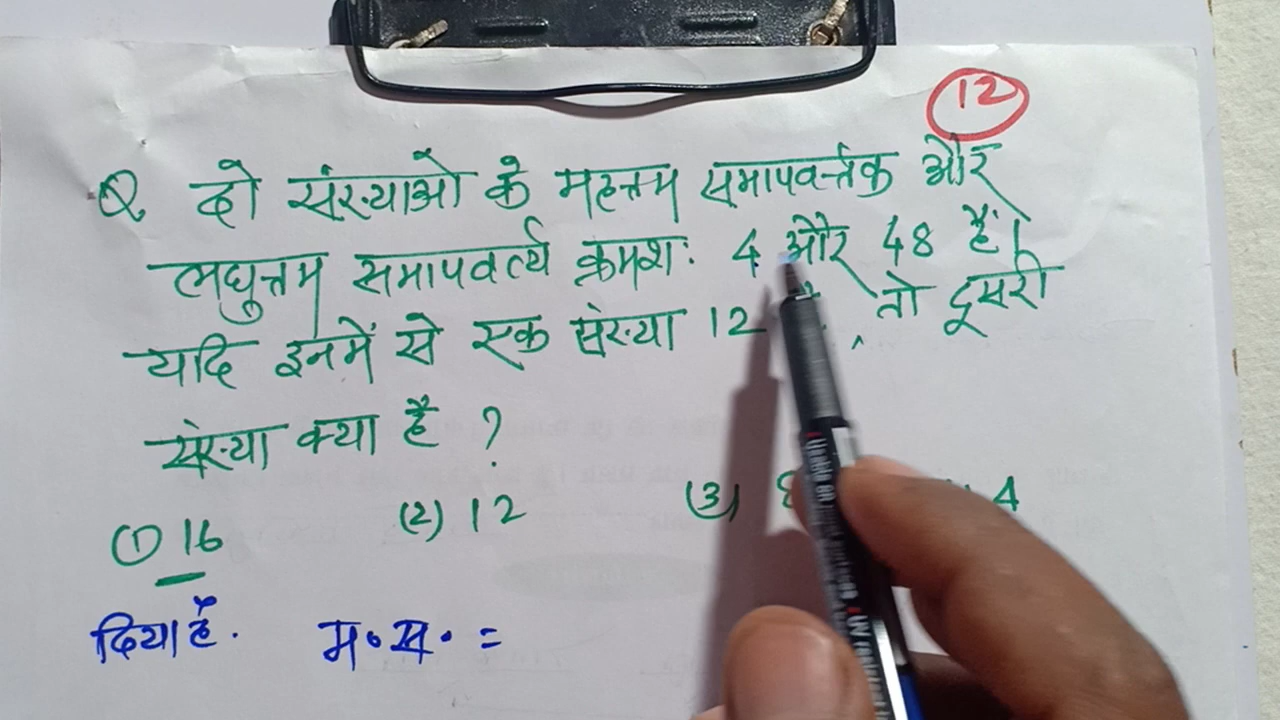 12
Q. दो संख्याओं के महत्तम समापवर्त्तक और
लघुत्तम समापवर्त्य क्रमशः 4 और 48 हैं।
यदि इनमें से एक संख्या 12 तो दूसरी
संख्या क्या है ?
(1) 16 (2) 12 (3) 4
दिया है. म॰स॰ =